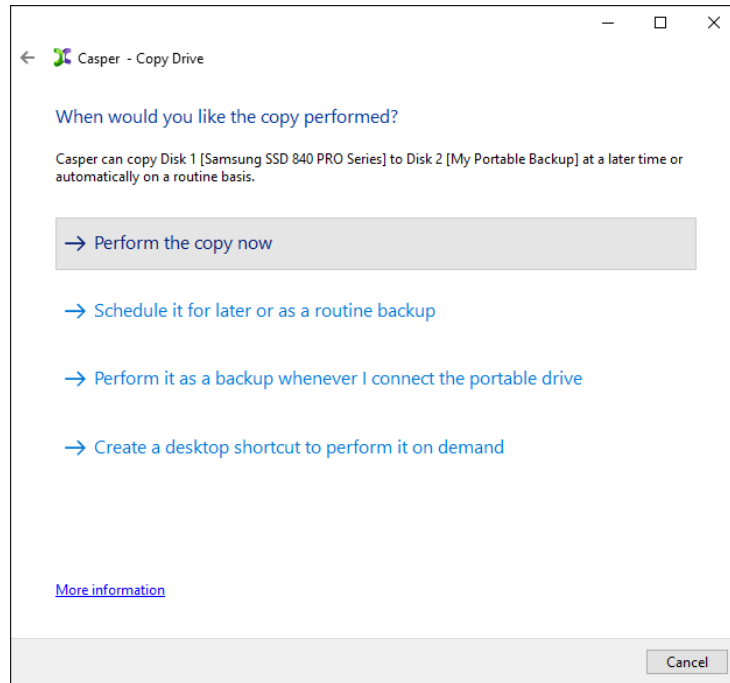 Casper - Copy Drive
When would you like the copy performed?
Casper can copy Disk 1 [Samsung SSD 840 PRO Series] to Disk 2 [My Portable Backup] at a later time or
automatically on a routine basis.
Perform the copy now
Schedule it for later or as a routine backup
Perform it as a backup whenever I connect the portable drive
Create a desktop shortcut to perform it on demand
More information
Cancel